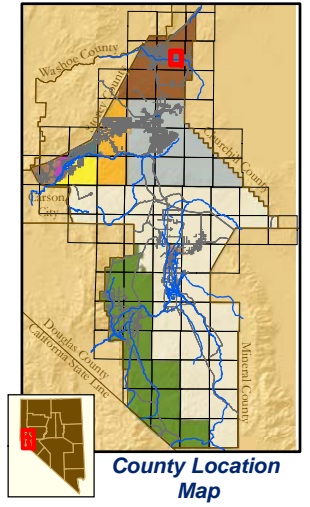 Washoe County
Storey County
Churchill County
Carson
City
Douglas County
California State Line
Mineral County
County Location
Map